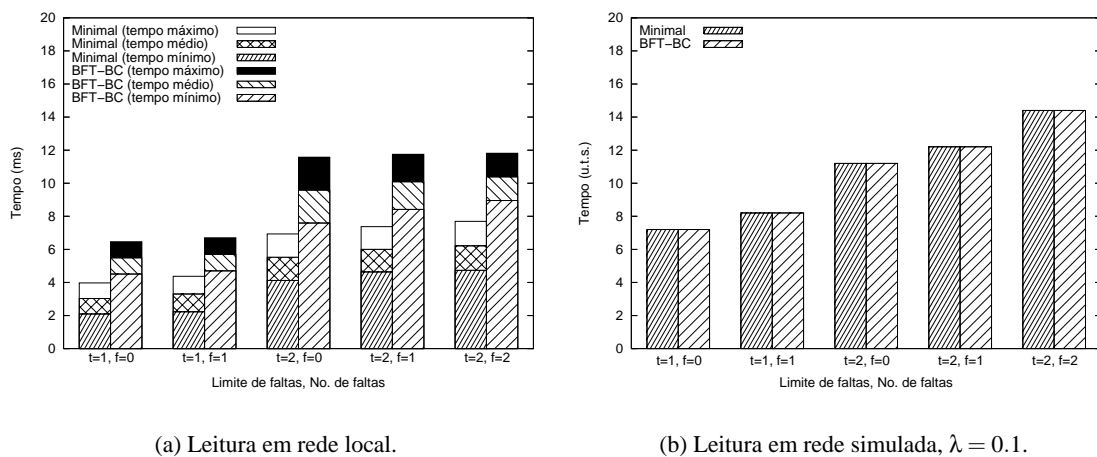 20
18
16
14
12
10
8
6
4
2
0
Tempo (ms)
Minimal (tempo máximo)
Minimal (tempo médio)
Minimal (tempo mínimo)
BFT-BC (tempo máximo)
BFT-BC (tempo médio)
BFT-BC (tempo mínimo)
t=1, f=0
t=1, f=1
t=2, f=0
t=2, f=1
t=2, f=2
Limite de faltas, No. de faltas
(a) Leitura em rede local.
20
18
16
14
12
10
8
6
4
2
0
Tempo (u.t.s.)
Minimal
BFT-BC
t=1, f=0
t=1, f=1
t=2, f=0
t=2, f=1
t=2, f=2
Limite de faltas, No. de faltas
(b) Leitura em rede simulada, λ = 0.1.